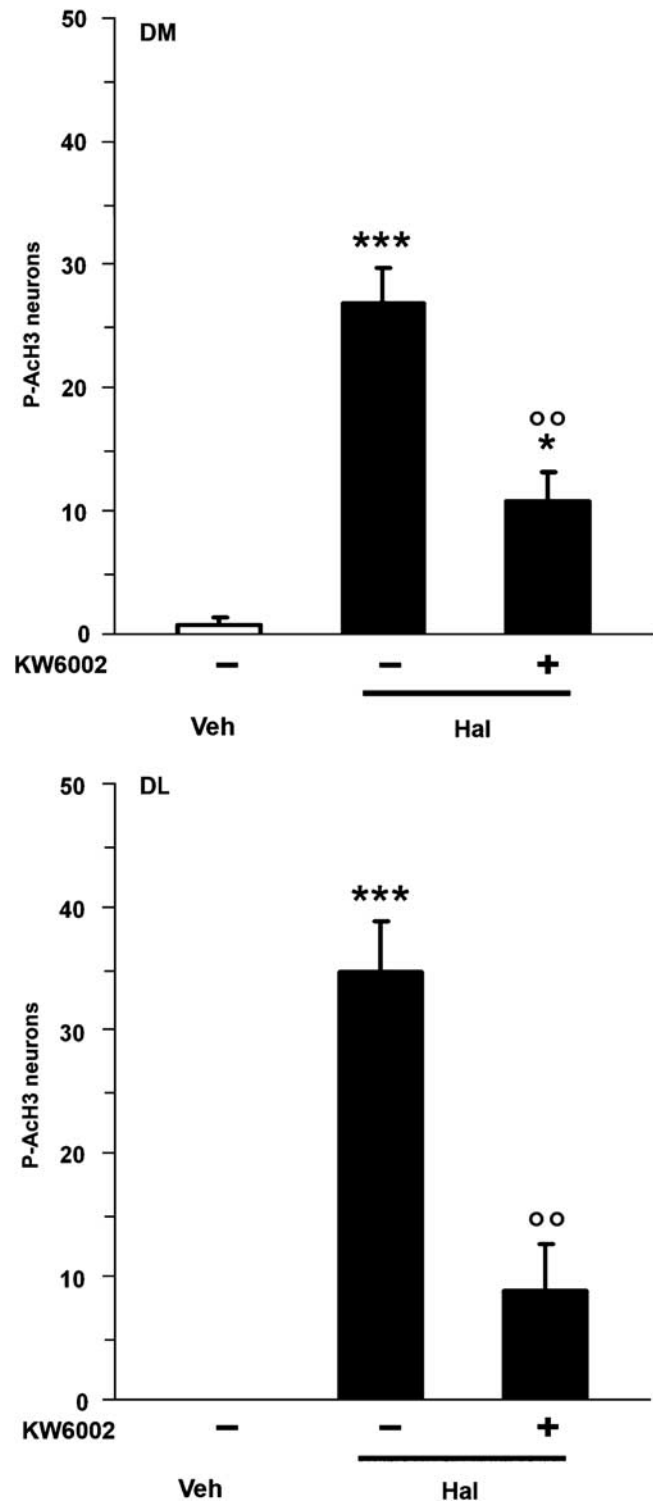 50
DM
40
***
30
P-AcH3 neurons
20
°°
*
10
0
KW6002 – – +
Veh Hal
50
DL
40
***
30
P-AcH3 neurons
20
°°
10
0
KW6002 – – +
Veh Hal